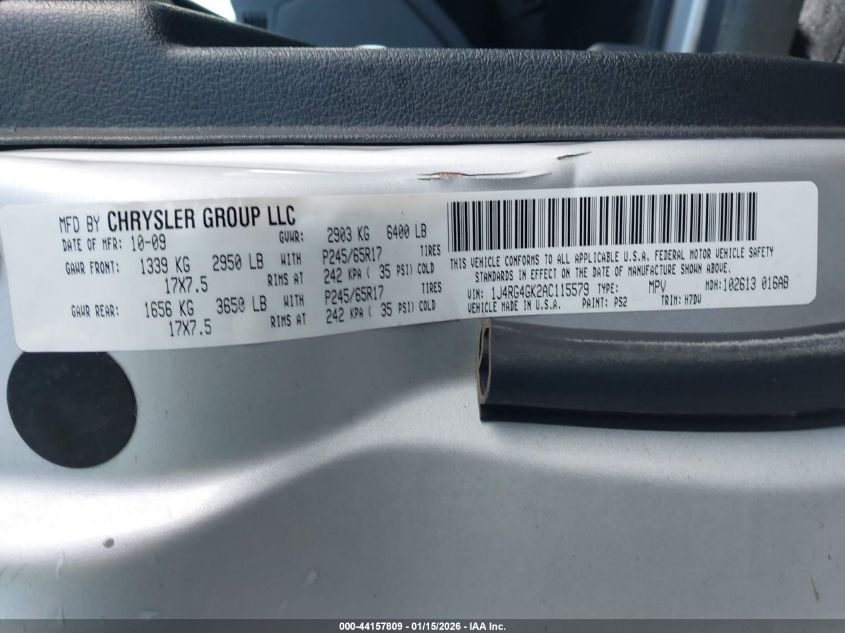 MFD BY CHRYSLER GROUP LLC
DATE OF MFR: 10-09 GVWR: 2903 KG 6400 LB
GAWR FRONT: 1339 KG 2950 LB WITH P245/65R17 TIRES
17X7.5 RIMS AT 242 KPA ( 35 PSI) COLD
GAWR REAR: 1656 KG 3650 LB WITH P245/65R17 TIRES
17X7.5 RIMS AT 242 KPA ( 35 PSI) COLD
THIS VEHICLE CONFORMS TO ALL APPLICABLE U.S.A. FEDERAL MOTOR VEHICLE SAFETY
STANDARDS IN EFFECT ON THE DATE OF MANUFACTURE SHOWN ABOVE.
VIN: 1J4RG4GK2AC115579 TYPE: MPV MDH: 102613 016AB
VEHICLE MADE IN U.S.A. PAINT: PS2 TRIM: H7DV
000-44157809 - 01/15/2026 - IAA Inc.